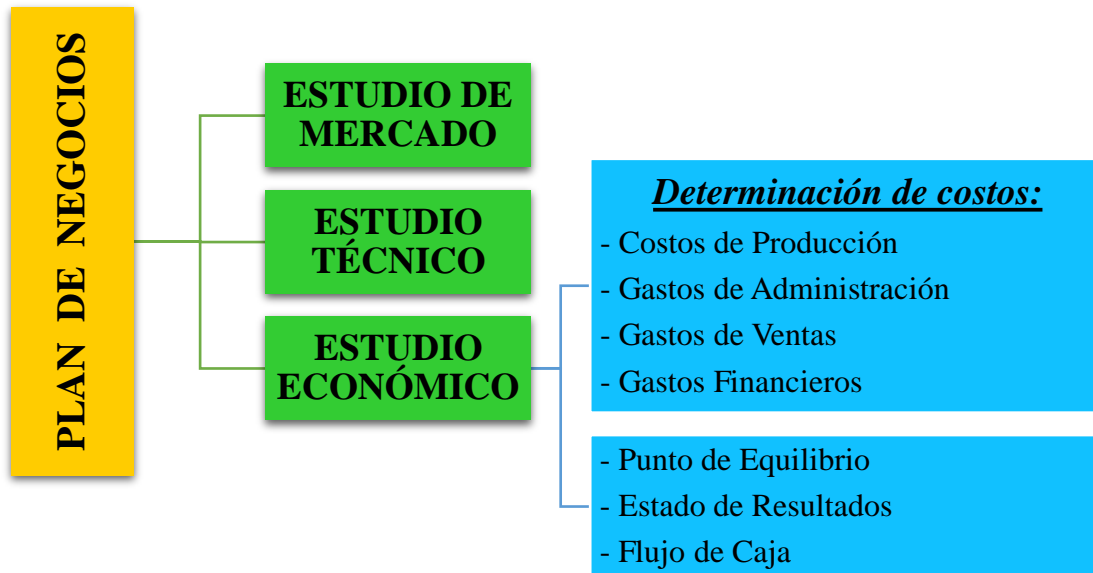 PLAN DE NEGOCIOS
ESTUDIO DE
MERCADO
ESTUDIO
TÉCNICO
ESTUDIO
ECONÓMICO
Determinación de costos:
- Costos de Producción
- Gastos de Administración
- Gastos de Ventas
- Gastos Financieros
- Punto de Equilibrio
- Estado de Resultados
- Flujo de Caja